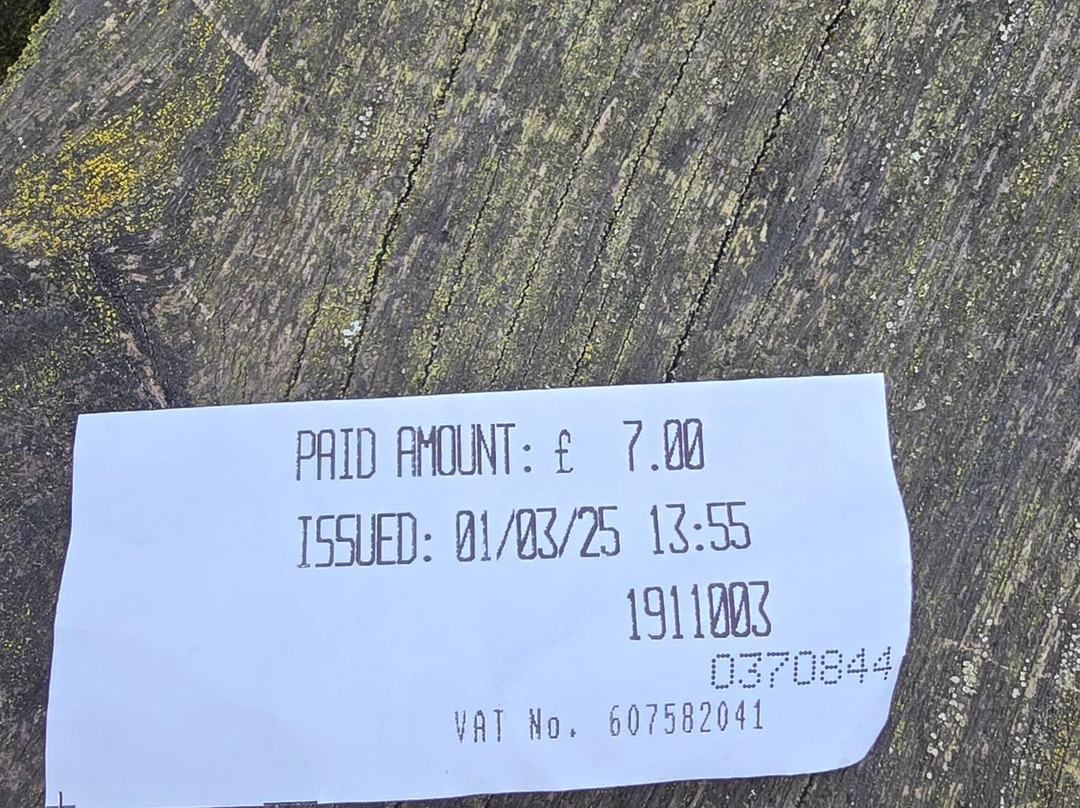 PAID AMOUNT: £ 7.00
ISSUED: 01/03/25 13:55
1911003
0370844
VAT No. 607582041